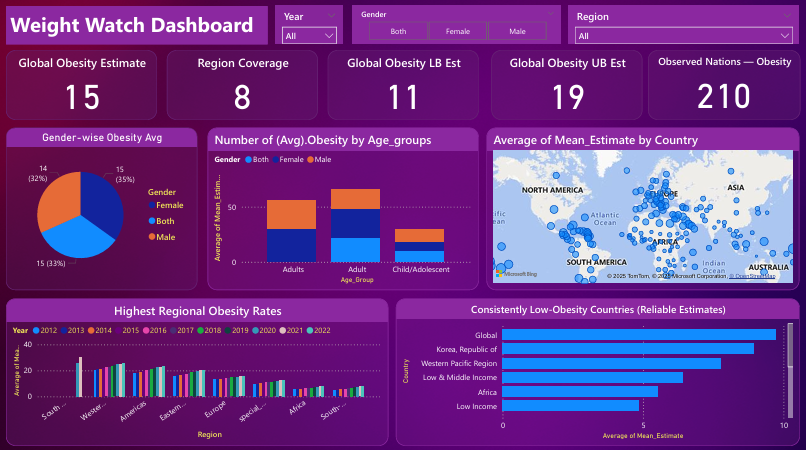 Weight Watch Dashboard
Year
All
Gender
Both Female Male
Region
All
Global Obesity Estimate
15
Region Coverage
8
Global Obesity LB Est
11
Global Obesity UB Est
19
Observed Nations — Obesity
210
Gender-wise Obesity Avg
14
(32%)
15
(35%)
15 (33%)
Gender
Female
Both
Male
Number of (Avg).Obesity by Age_groups
Gender Both Female Male
Average of Mean_Estim...
50
0
Adults Adult Child/Adolescent
Age_Group
Average of Mean_Estimate by Country
NORTH AMERICA
EUROPE
ASIA
Atlantic
Ocean
AFRICA
SOUTH AMERICA
Indian
Ocean
AUSTRALIA
Microsoft Bing
© 2025 TomTom, © 2025 Microsoft Corporation, © OpenStreetMap
Highest Regional Obesity Rates
Year 2012 2013 2014 2015 2016 2017 2018 2019 2020 2021 2022
Average of Mea...
40
20
0
South... Wester... Americas Eastern... Europe special_... Africa South-...
Region
Consistently Low-Obesity Countries (Reliable Estimates)
Country
Global
Korea, Republic of
Western Pacific Region
Low & Middle Income
Africa
Low Income
0 5 10
Average of Mean_Estimate